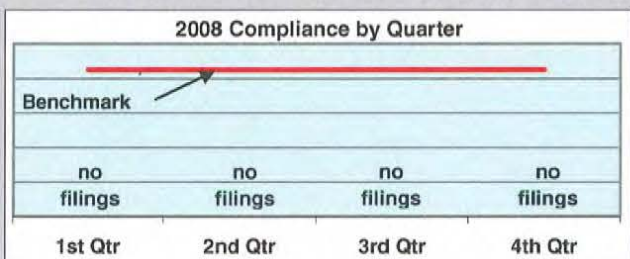 2008 Compliance by Quarter
Benchmark
no no no no
filings filings filings filings
1st Qtr 2nd Qtr 3rd Qtr 4th Qtr